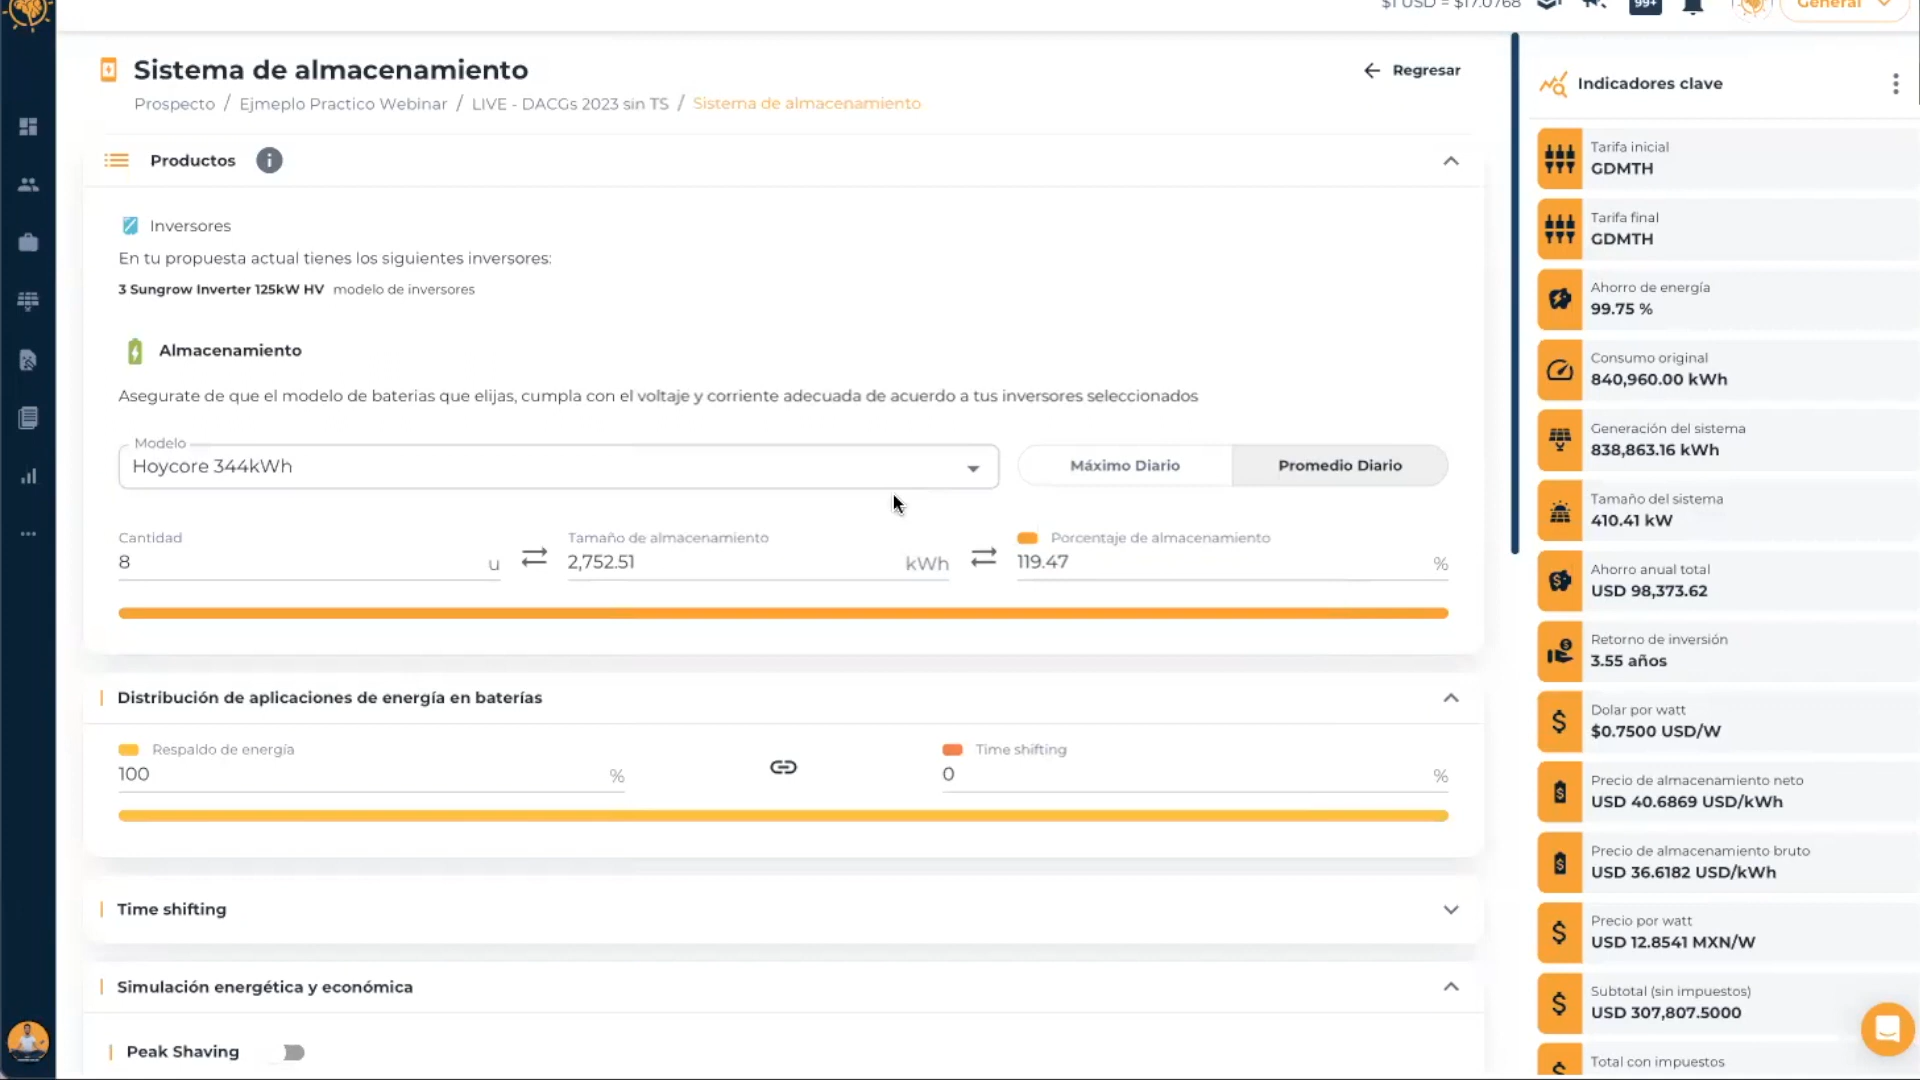 $1 USD = $17.0768
99+
General
Sistema de almacenamiento
Regresar
Prospecto / Ejmeplo Practico Webinar / LIVE - DACGs 2023 sin TS / Sistema de almacenamiento
Productos
Inversores
En tu propuesta actual tienes los siguientes inversores:
3 Sungrow Inverter 125kW HV modelo de inversores
Almacenamiento
Asegurate de que el modelo de baterias que elijas, cumpla con el voltaje y corriente adecuada de acuerdo a tus inversores seleccionados
Modelo
Hoycore 344kWh
Máximo Diario
Promedio Diario
Cantidad
8 u
Tamaño de almacenamiento
2,752.51 kWh
Porcentaje de almacenamiento
119.47 %
Distribución de aplicaciones de energía en baterías
Respaldo de energía
100 %
Time shifting
0 %
Time shifting
Simulación energética y económica
Peak Shaving
Indicadores clave
Tarifa inicial
GDMTH
Tarifa final
GDMTH
Ahorro de energía
99.75 %
Consumo original
840,960.00 kWh
Generación del sistema
838,863.16 kWh
Tamaño del sistema
410.41 kW
Ahorro anual total
USD 98,373.62
Retorno de inversión
3.55 años
Dolar por watt
$0.7500 USD/W
Precio de almacenamiento neto
USD 40.6869 USD/kWh
Precio de almacenamiento bruto
USD 36.6182 USD/kWh
Precio por watt
USD 12.8541 MXN/W
Subtotal (sin impuestos)
USD 307,807.5000
Total con impuestos